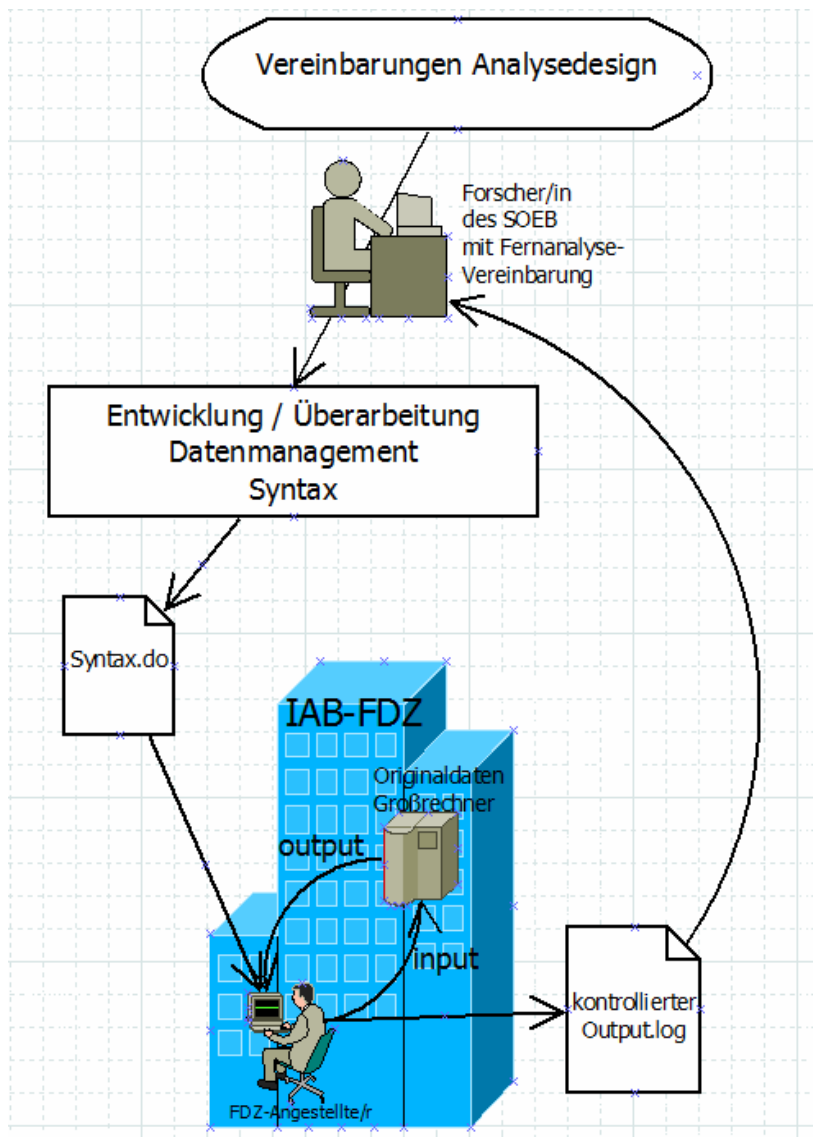 Vereinbarungen Analysedesign
Forscher/in
des SOEB
mit Fernanalyse-
Vereinbarung
Entwicklung / Überarbeitung
Datenmanagement
Syntax
Syntax.do
IAB-FDZ
Originaldaten
Großrechner
output
input
kontrollierter
Output.log
FDZ-Angestellte/r